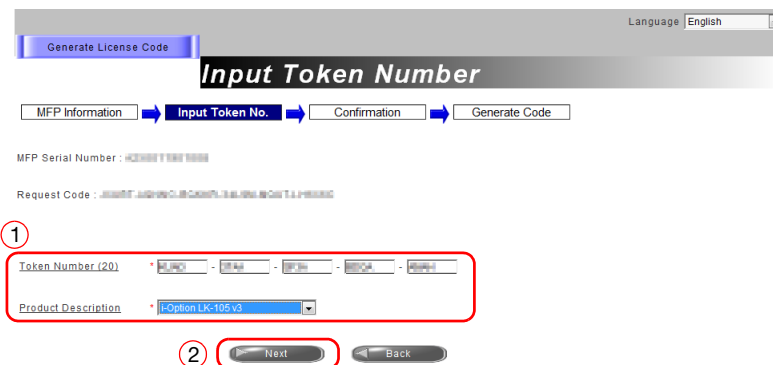 Language English
Generate License Code
Input Token Number
MFP Information Input Token No. Confirmation Generate Code
MFP Serial Number :
Request Code :
1
Token Number (20) * - - - -
Product Description * i-Option LK-105 v3
2 Next Back